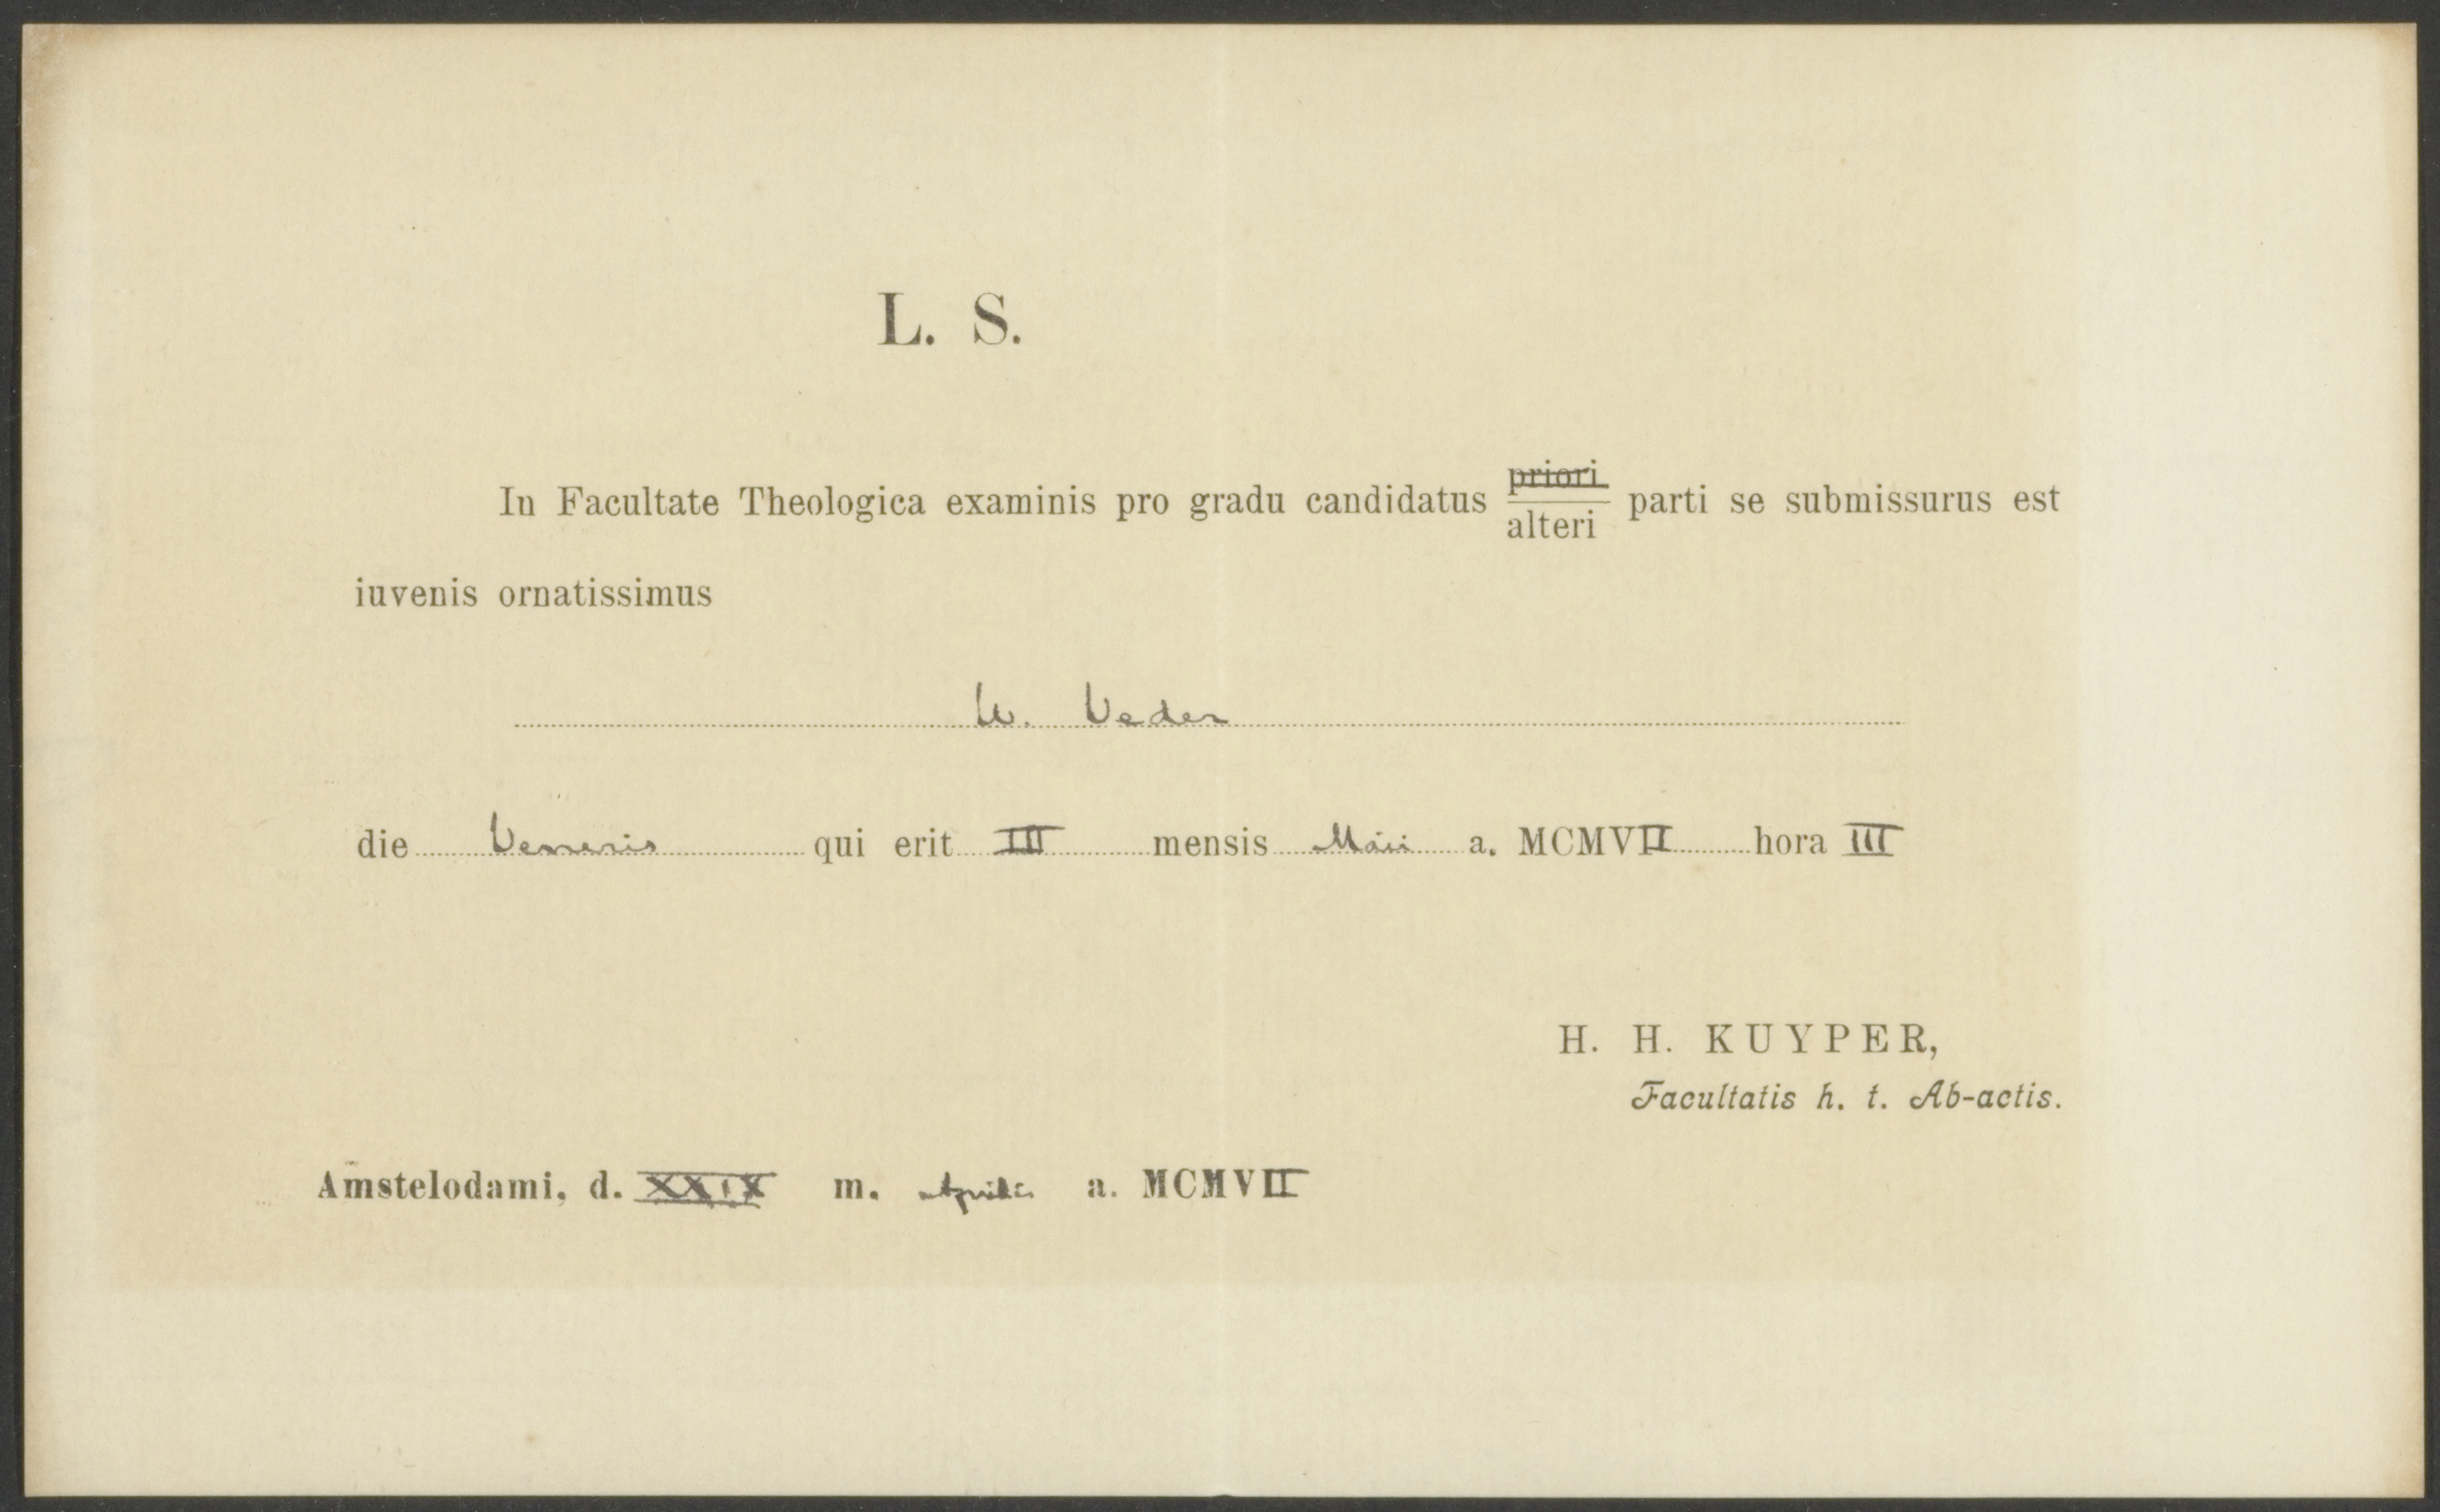 L. S.
In Facultate Theologica examinis pro gradu candidatus priori alteri parti se submissurus est
iuvenis ornatissimus
W. Veder
die Veneris qui erit III mensis Maii a. MCMVII hora III
H. H. KUYPER,
Facultatis h. t. Ab-actis.
Amstelodami, d. XXIX m. Aprilis a. MCMVII